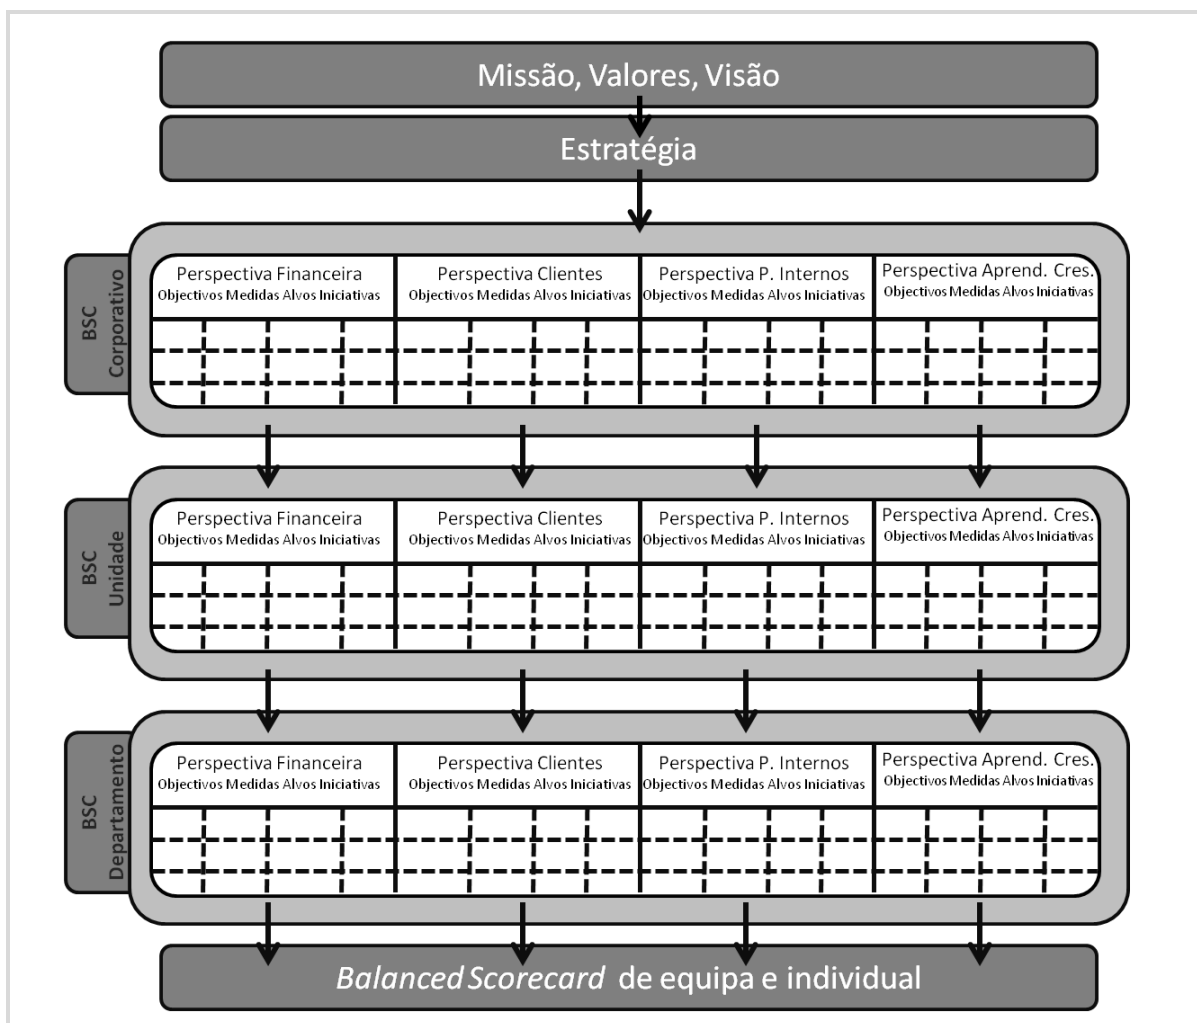 Missão, Valores, Visão
Estratégia
BSC
Corporativo
Perspectiva Financeira
Objectivos Medidas Alvos Iniciativas
Perspectiva Clientes
Objectivos Medidas Alvos Iniciativas
Perspectiva P. Internos
Objectivos Medidas Alvos Iniciativas
Perspectiva Aprend. Cres.
Objectivos Medidas Alvos Iniciativas
BSC
Unidade
Perspectiva Financeira
Objectivos Medidas Alvos Iniciativas
Perspectiva Clientes
Objectivos Medidas Alvos Iniciativas
Perspectiva P. Internos
Objectivos Medidas Alvos Iniciativas
Perspectiva Aprend. Cres.
Objectivos Medidas Alvos Iniciativas
BSC
Departamento
Perspectiva Financeira
Objectivos Medidas Alvos Iniciativas
Perspectiva Clientes
Objectivos Medidas Alvos Iniciativas
Perspectiva P. Internos
Objectivos Medidas Alvos Iniciativas
Perspectiva Aprend. Cres.
Objectivos Medidas Alvos Iniciativas
Balanced Scorecard de equipa e individual